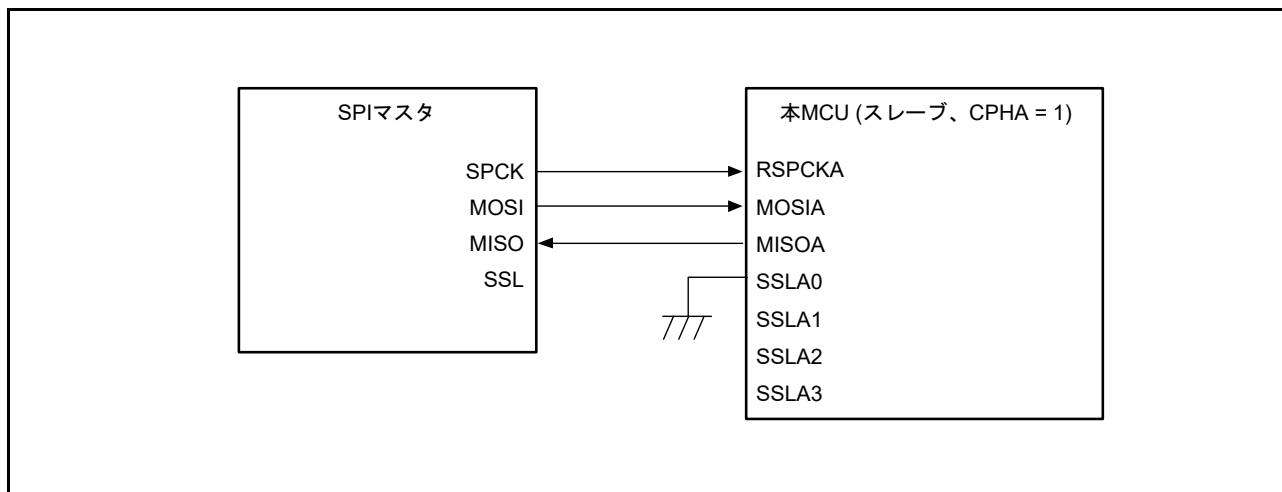 SPIマスタ
SPCK
MOSI
MISO
SSL
本MCU (スレーブ、CPHA = 1)
RSPCKA
MOSIA
MISOA
SSLA0
SSLA1
SSLA2
SSLA3